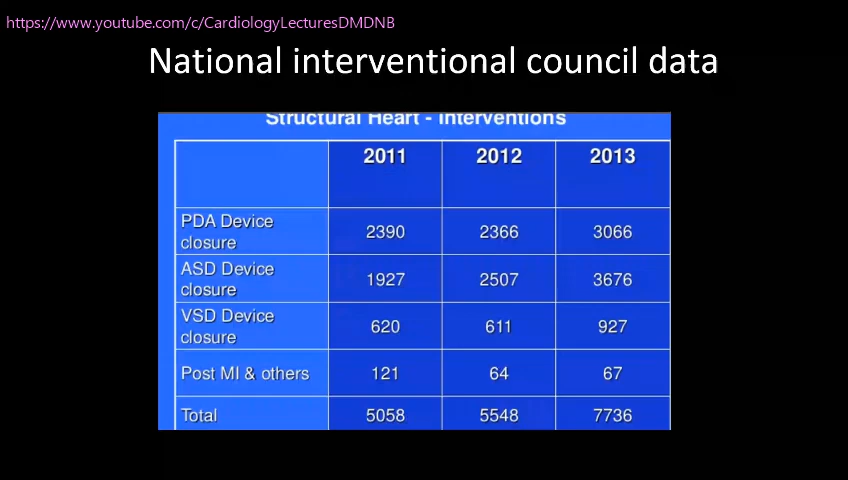 https://www.youtube.com/c/CardiologyLecturesDMDNB
National interventional council data
Structural Heart - Interventions
2011 2012 2013
PDA Device
closure 2390 2366 3066
ASD Device
closure 1927 2507 3676
VSD Device
closure 620 611 927
Post MI & others 121 64 67
Total 5058 5548 7736